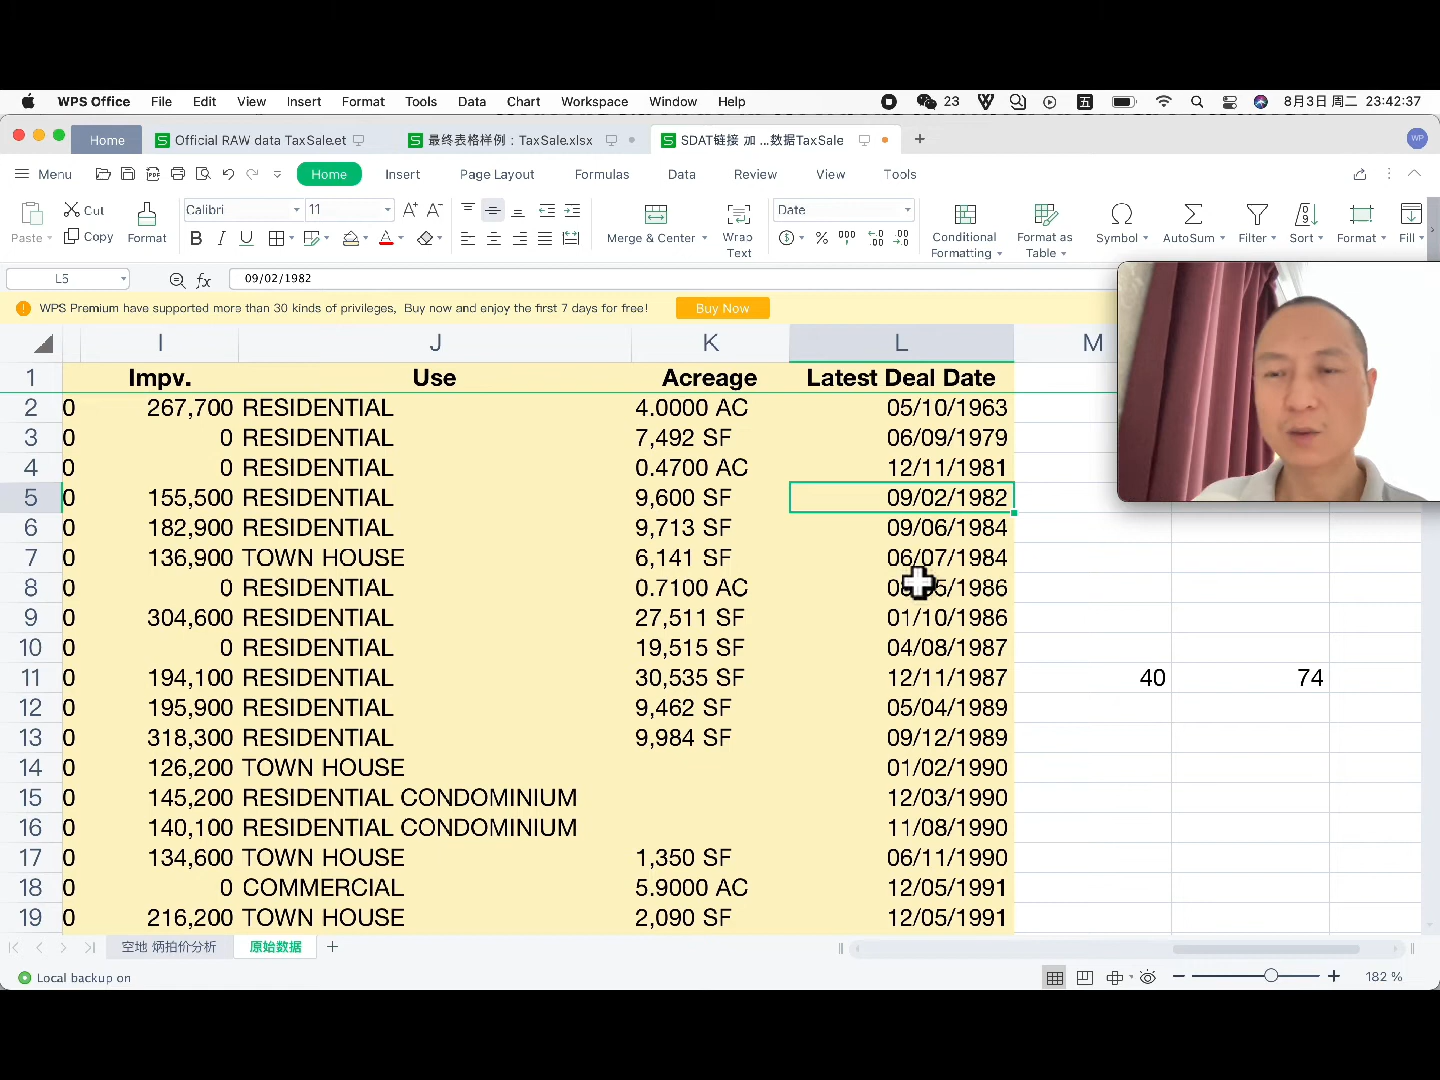 WPS Office File Edit View Insert Format Tools Data Chart Workspace Window Help 23 五 8月3日 周二 23:42:37
Home Official RAW data TaxSale.et 最终表格样例：TaxSale.xlsx SDAT链接 加 ...数据TaxSale + WP
Menu Home Insert Page Layout Formulas Data Review View Tools
Cut Calibri 11 A+ A- Date
Paste Copy Format B I U A Merge & Center Wrap Text % 000 Conditional Formatting Format as Table Symbol AutoSum Filter Sort Format Fill
L5 fx 09/02/1982
WPS Premium have supported more than 30 kinds of privileges, Buy now and enjoy the first 7 days for free! Buy Now
I J K L M
1 Impv. Use Acreage Latest Deal Date
2 0 267,700 RESIDENTIAL 4.0000 AC 05/10/1963
3 0 0 RESIDENTIAL 7,492 SF 06/09/1979
4 0 0 RESIDENTIAL 0.4700 AC 12/11/1981
5 0 155,500 RESIDENTIAL 9,600 SF 09/02/1982
6 0 182,900 RESIDENTIAL 9,713 SF 09/06/1984
7 0 136,900 TOWN HOUSE 6,141 SF 06/07/1984
8 0 0 RESIDENTIAL 0.7100 AC /1986
9 0 304,600 RESIDENTIAL 27,511 SF 01/10/1986
10 0 0 RESIDENTIAL 19,515 SF 04/08/1987
11 0 194,100 RESIDENTIAL 30,535 SF 12/11/1987 40 74
12 0 195,900 RESIDENTIAL 9,462 SF 05/04/1989
13 0 318,300 RESIDENTIAL 9,984 SF 09/12/1989
14 0 126,200 TOWN HOUSE 01/02/1990
15 0 145,200 RESIDENTIAL CONDOMINIUM 12/03/1990
16 0 140,100 RESIDENTIAL CONDOMINIUM 11/08/1990
17 0 134,600 TOWN HOUSE 1,350 SF 06/11/1990
18 0 0 COMMERCIAL 5.9000 AC 12/05/1991
19 0 216,200 TOWN HOUSE 2,090 SF 12/05/1991
空地 炳拍价分析 原始数据 +
Local backup on 182 %